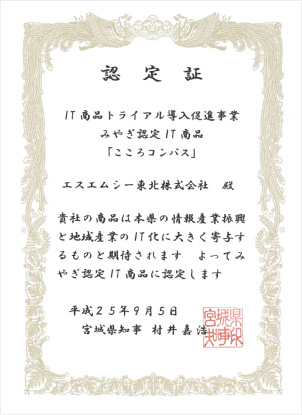 認定証
IT商品トライアル導入促進事業
みやぎ認定IT商品
「こころコンパス」
エスエムシー東北株式会社 殿
貴社の商品は本県の情報産業振興
と地域産業のIT化に大きく寄与す
るものと期待されます よってみ
やぎ認定IT商品に認定します
平成25年9月5日
宮城県知事 村井嘉浩
宮城県知事印